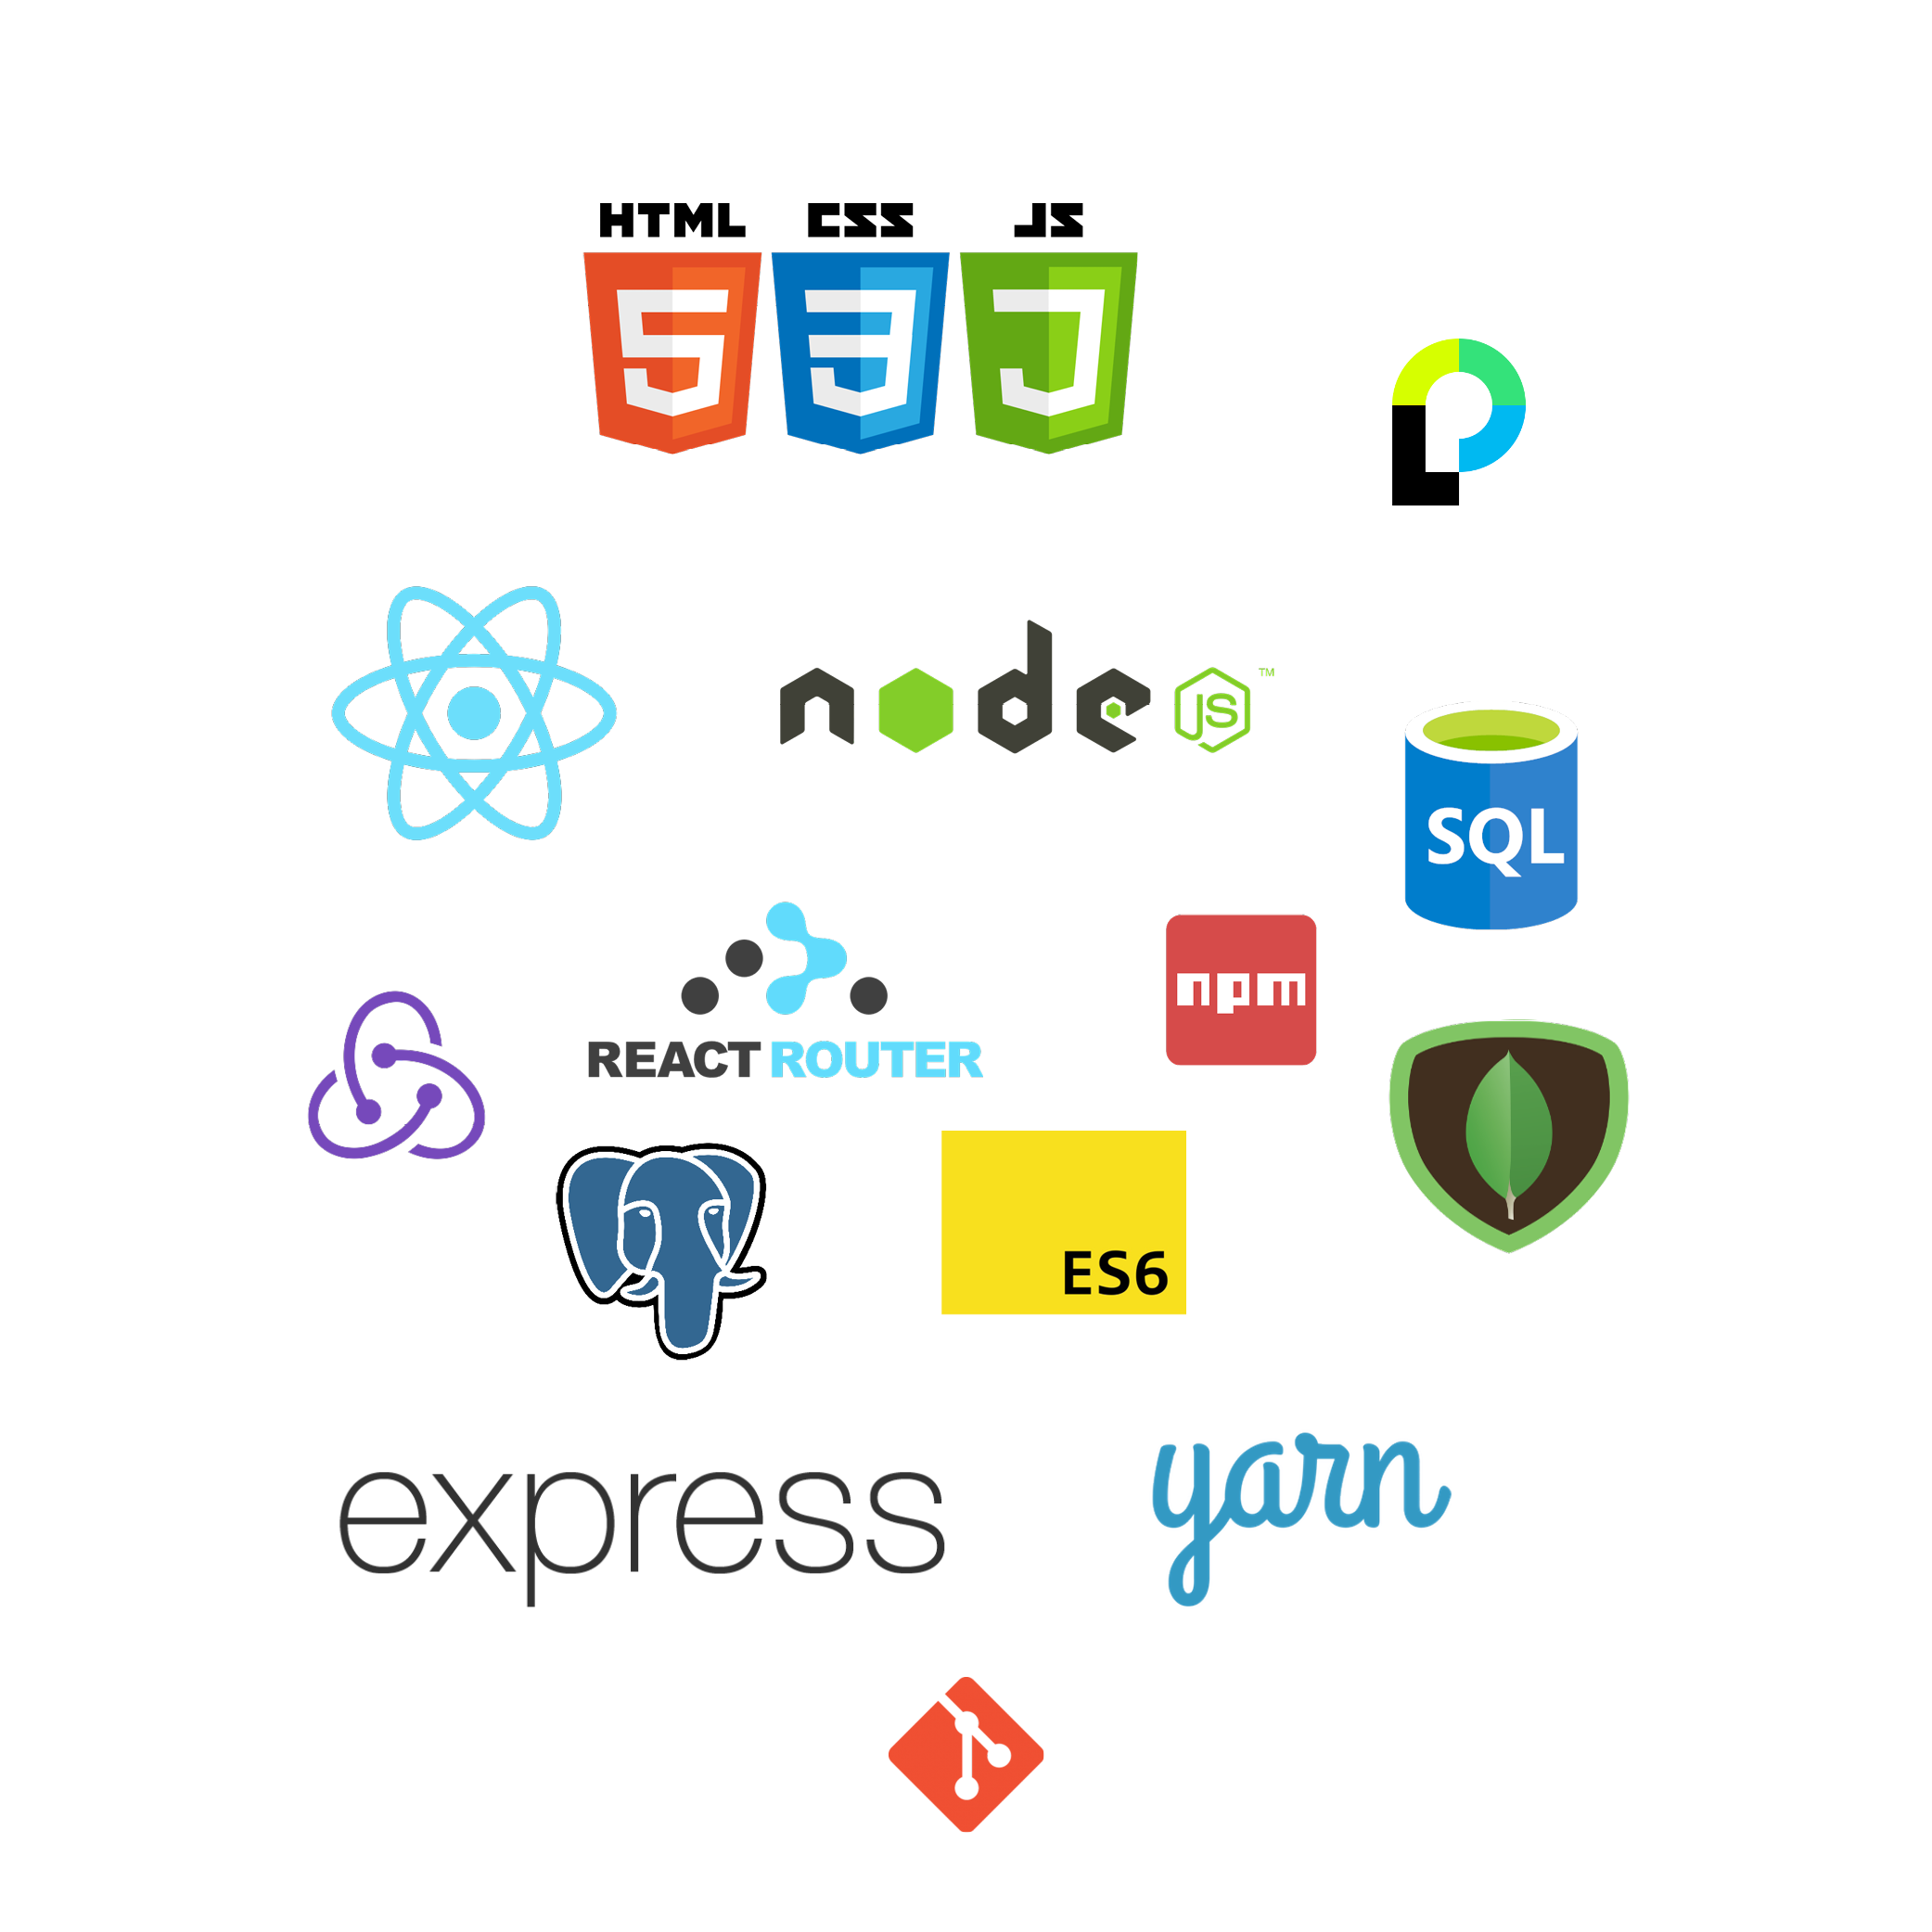 HTML CSS JS
node JS ™
SQL
npm
REACT ROUTER
ES6
express
yarn